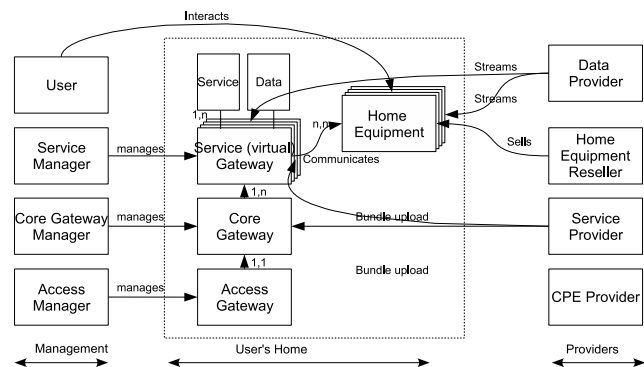 Interacts
User
Service
Data
Streams
Data
Provider
1,n
n,m
Home
Equipment
Streams
Service
Manager
manages
Service (virtual)
Gateway
Communicates
Sells
Home
Equipment
Reseller
1,n
Core Gateway
Manager
manages
Core
Gateway
Bundle upload
Service
Provider
1,1
Access
Manager
manages
Access
Gateway
Bundle upload
CPE Provider
Management
User's Home
Providers